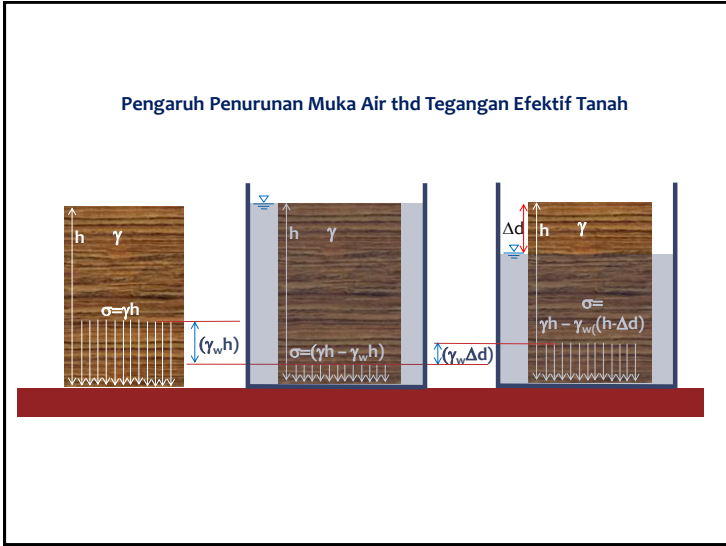 Pengaruh Penurunan Muka Air thd Tegangan Efektif Tanah
h
γ
σ=γh
(γwh)
h
γ
σ=(γh – γwh)
(γwΔd)
Δd
h
γ
σ=
γh – γw((h-Δd)